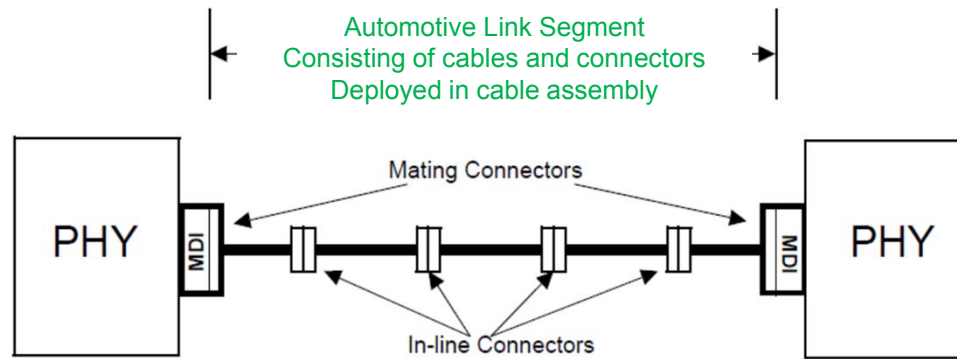 Automotive Link Segment
Consisting of cables and connectors
Deployed in cable assembly
Mating Connectors
PHY
MDI
MDI
PHY
In-line Connectors